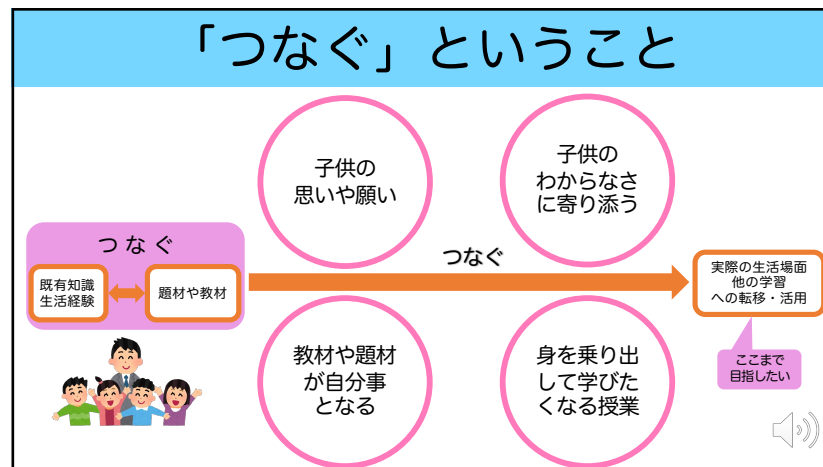 「つなぐ」ということ
つなぐ
既有知識
生活経験
題材や教材
子供の
思いや願い
子供の
わからなさ
に寄り添う
つなぐ
教材や題材
が自分事
となる
身を乗り出
して学びた
くなる授業
実際の生活場面
他の学習
への転移・活用
ここまで
目指したい